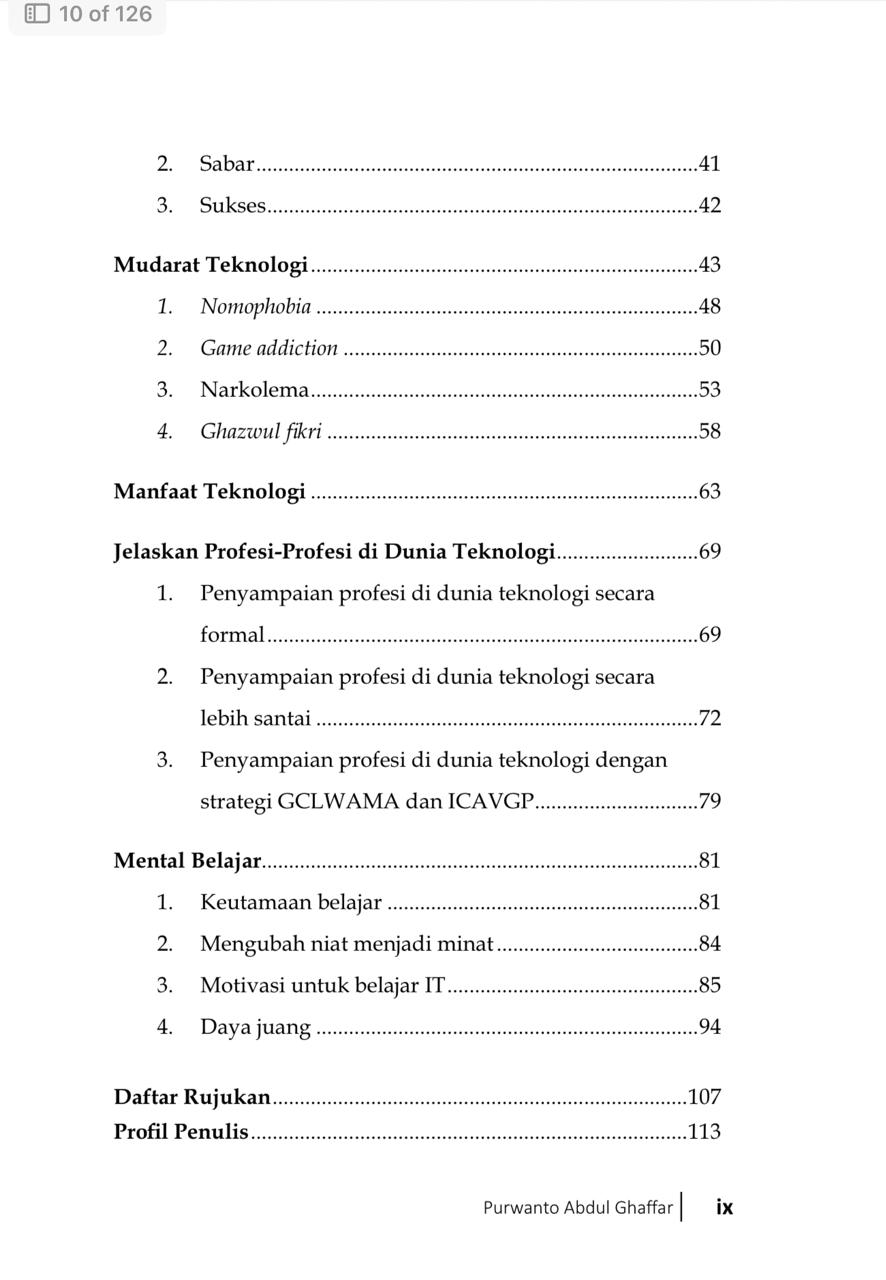 10 of 126
2. Sabar..........................................................................41
3. Sukses........................................................................42
Mudarat Teknologi................................................................43
1. Nomophobia ...............................................................48
2. Game addiction ..........................................................50
3. Narkolema..................................................................53
4. Ghazwul fikri .............................................................58
Manfaat Teknologi ................................................................63
Jelaskan Profesi-Profesi di Dunia Teknologi..........................69
1. Penyampaian profesi di dunia teknologi secara
formal........................................................................69
2. Penyampaian profesi di dunia teknologi secara
lebih santai ...............................................................72
3. Penyampaian profesi di dunia teknologi dengan
strategi GCLWAMA dan ICAVGP..............................79
Mental Belajar.......................................................................81
1. Keutamaan belajar .....................................................81
2. Mengubah niat menjadi minat.....................................84
3. Motivasi untuk belajar IT.............................................85
4. Daya juang .................................................................94
Daftar Rujukan....................................................................107
Profil Penulis.......................................................................113
Purwanto Abdul Ghaffar | ix